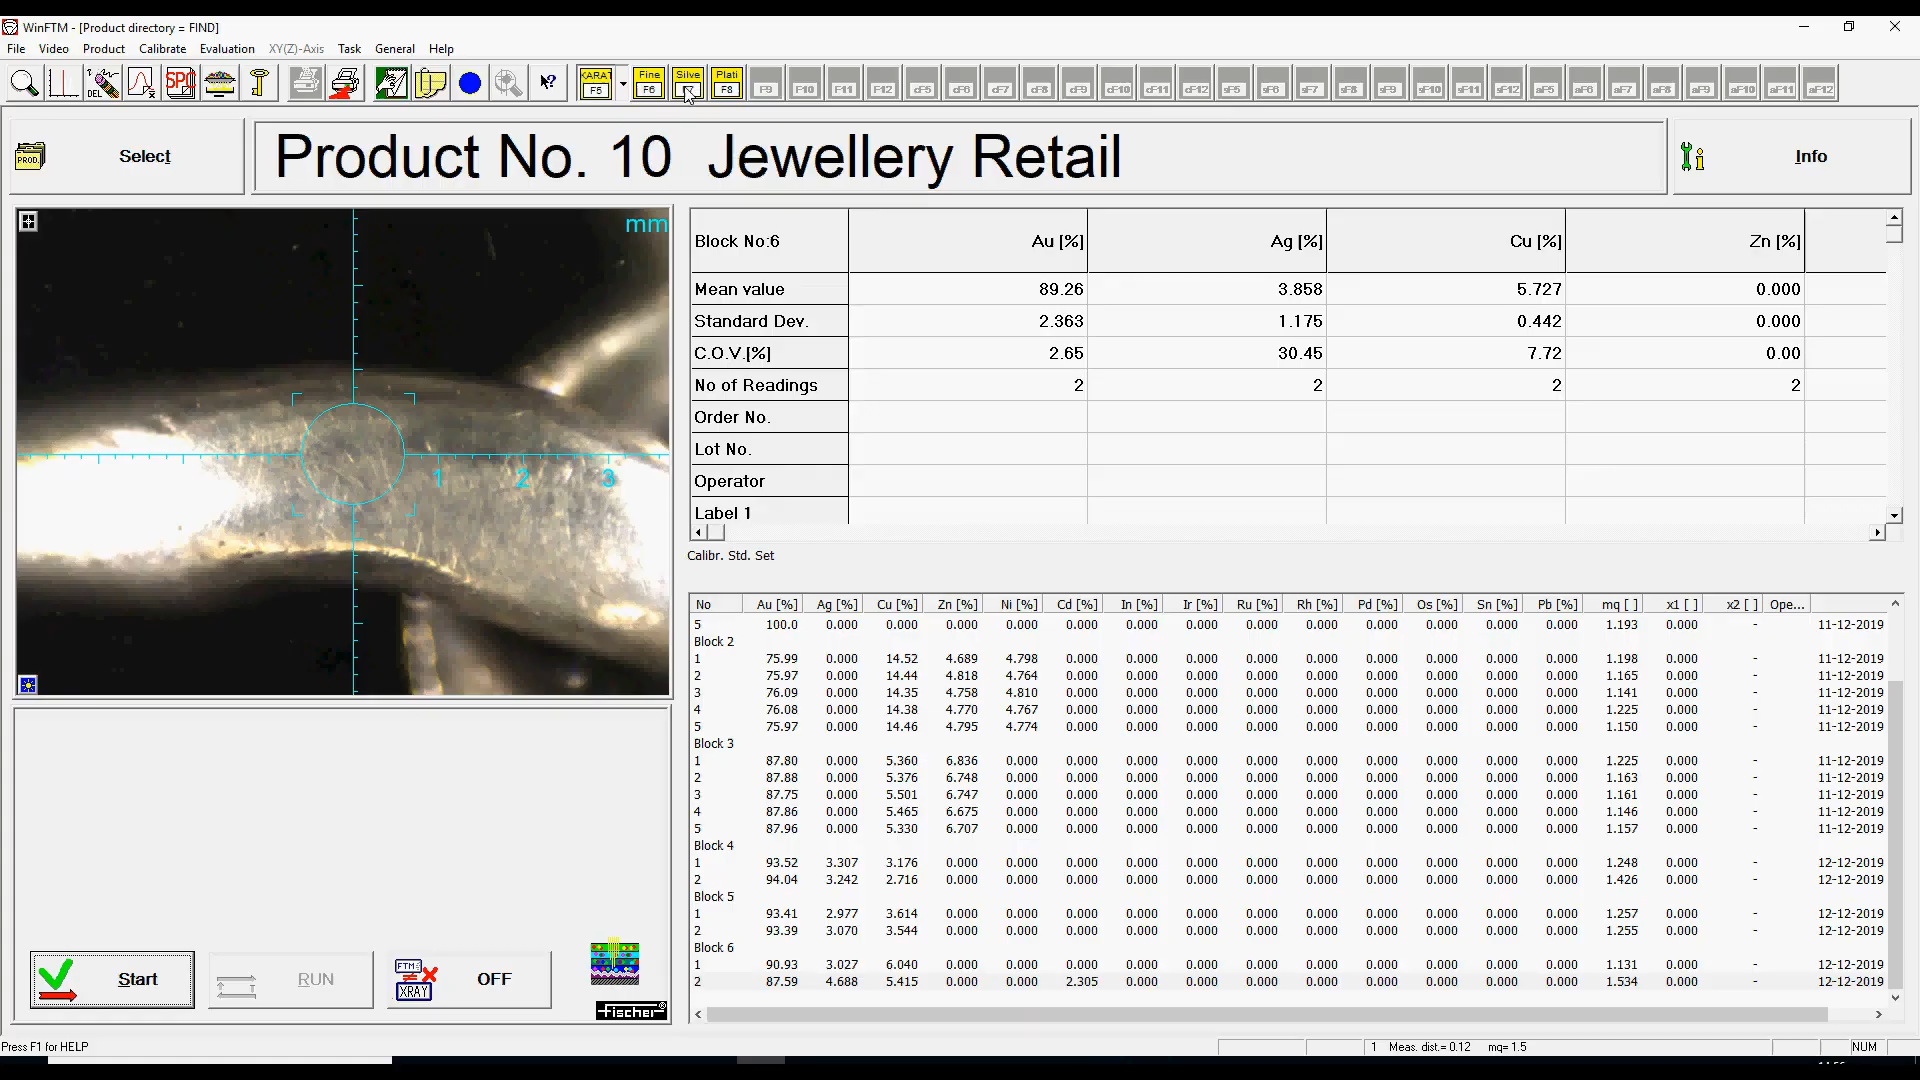 WinFTM - [Product directory = FIND]
File Video Product Calibrate Evaluation XY(Z)-Axis Task General Help
DEL SPC KARAT F5 Fine F6 Silve Plati F8 F9 F10 F11 F12 cF5 cF6 cF7 cF8 cF9 cF10 cF11 cF12 sF5 sF6 sF7 sF8 sF9 sF10 sF11 sF12 aF5 aF6 aF7 aF8 aF9 aF10 aF11 aF12
PROD. Select Product No. 10 Jewellery Retail Info
mm
1 2 3
Block No:6 Au [%] Ag [%] Cu [%] Zn [%]
Mean value 89.26 3.858 5.727 0.000
Standard Dev. 2.363 1.175 0.442 0.000
C.O.V.[%] 2.65 30.45 7.72 0.00
No of Readings 2 2 2 2
Order No.
Lot No.
Operator
Label 1
Calibr. Std. Set
No Au [%] Ag [%] Cu [%] Zn [%] Ni [%] Cd [%] In [%] Ir [%] Ru [%] Rh [%] Pd [%] Os [%] Sn [%] Pb [%] mq [ ] x1 [ ] x2 [ ] Ope...
5 100.0 0.000 0.000 0.000 0.000 0.000 0.000 0.000 0.000 0.000 0.000 0.000 0.000 0.000 1.193 0.000 - 11-12-2019
Block 2
1 75.99 0.000 14.52 4.689 4.798 0.000 0.000 0.000 0.000 0.000 0.000 0.000 0.000 0.000 1.198 0.000 - 11-12-2019
2 75.97 0.000 14.44 4.818 4.764 0.000 0.000 0.000 0.000 0.000 0.000 0.000 0.000 0.000 1.165 0.000 - 11-12-2019
3 76.09 0.000 14.35 4.758 4.810 0.000 0.000 0.000 0.000 0.000 0.000 0.000 0.000 0.000 1.141 0.000 - 11-12-2019
4 76.08 0.000 14.38 4.770 4.767 0.000 0.000 0.000 0.000 0.000 0.000 0.000 0.000 0.000 1.225 0.000 - 11-12-2019
5 75.97 0.000 14.46 4.795 4.774 0.000 0.000 0.000 0.000 0.000 0.000 0.000 0.000 0.000 1.150 0.000 - 11-12-2019
Block 3
1 87.80 0.000 5.360 6.836 0.000 0.000 0.000 0.000 0.000 0.000 0.000 0.000 0.000 0.000 1.225 0.000 - 11-12-2019
2 87.88 0.000 5.376 6.748 0.000 0.000 0.000 0.000 0.000 0.000 0.000 0.000 0.000 0.000 1.163 0.000 - 11-12-2019
3 87.75 0.000 5.501 6.747 0.000 0.000 0.000 0.000 0.000 0.000 0.000 0.000 0.000 0.000 1.161 0.000 - 11-12-2019
4 87.86 0.000 5.465 6.675 0.000 0.000 0.000 0.000 0.000 0.000 0.000 0.000 0.000 0.000 1.146 0.000 - 11-12-2019
5 87.96 0.000 5.330 6.707 0.000 0.000 0.000 0.000 0.000 0.000 0.000 0.000 0.000 0.000 1.157 0.000 - 11-12-2019
Block 4
1 93.52 3.307 3.176 0.000 0.000 0.000 0.000 0.000 0.000 0.000 0.000 0.000 0.000 0.000 1.248 0.000 - 12-12-2019
2 94.04 3.242 2.716 0.000 0.000 0.000 0.000 0.000 0.000 0.000 0.000 0.000 0.000 0.000 1.426 0.000 - 12-12-2019
Block 5
1 93.41 2.977 3.614 0.000 0.000 0.000 0.000 0.000 0.000 0.000 0.000 0.000 0.000 0.000 1.257 0.000 - 12-12-2019
2 93.39 3.070 3.544 0.000 0.000 0.000 0.000 0.000 0.000 0.000 0.000 0.000 0.000 0.000 1.255 0.000 - 12-12-2019
Block 6
1 90.93 3.027 6.040 0.000 0.000 0.000 0.000 0.000 0.000 0.000 0.000 0.000 0.000 0.000 1.131 0.000 - 12-12-2019
2 87.59 4.688 5.415 0.000 0.000 2.305 0.000 0.000 0.000 0.000 0.000 0.000 0.000 0.000 1.534 0.000 - 12-12-2019
Start RUN FTM ≠ XRAY OFF
fischer®
Press F1 for HELP 1 Meas. dist.= 0.12 mq= 1.5 NUM